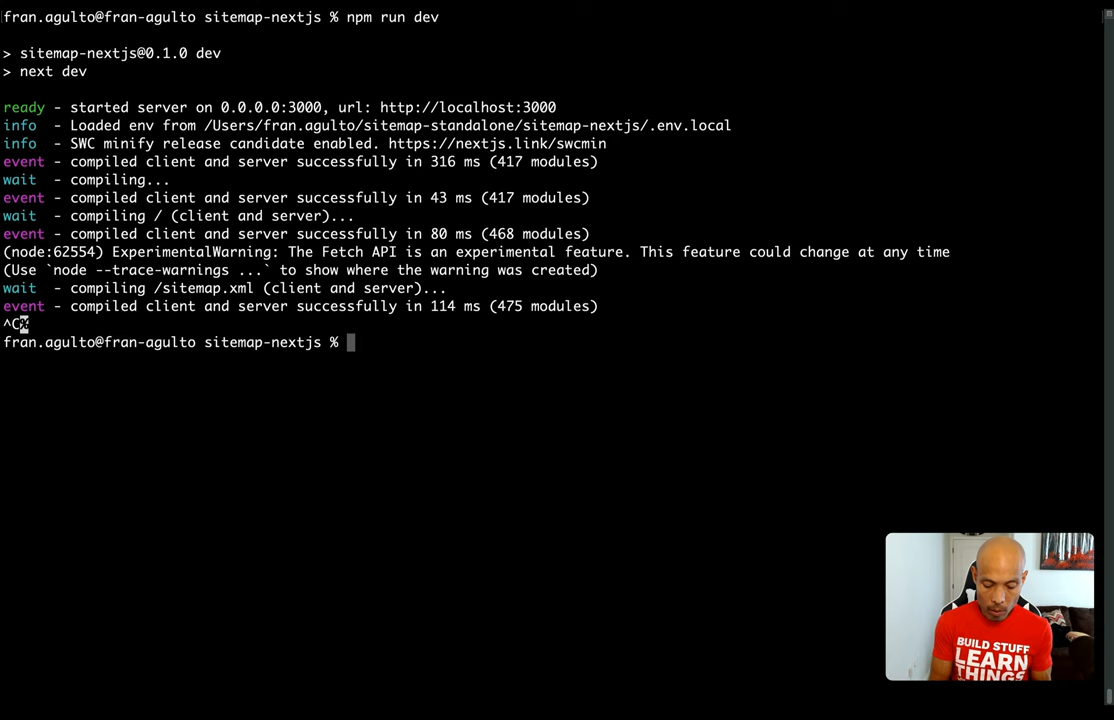 fran.agulto@fran-agulto sitemap-nextjs % npm run dev
> sitemap-nextjs@0.1.0 dev
> next dev
ready - started server on 0.0.0.0:3000, url: http://localhost:3000
info - Loaded env from /Users/fran.agulto/sitemap-standalone/sitemap-nextjs/.env.local
info - SWC minify release candidate enabled. https://nextjs.link/swcmin
event - compiled client and server successfully in 316 ms (417 modules)
wait - compiling...
event - compiled client and server successfully in 43 ms (417 modules)
wait - compiling / (client and server)...
event - compiled client and server successfully in 80 ms (468 modules)
(node:62554) ExperimentalWarning: The Fetch API is an experimental feature. This feature could change at any time
(Use `node --trace-warnings ...` to show where the warning was created)
wait - compiling /sitemap.xml (client and server)...
event - compiled client and server successfully in 114 ms (475 modules)
^C%
fran.agulto@fran-agulto sitemap-nextjs %
BUILD STUFF
LEARN
THINGS